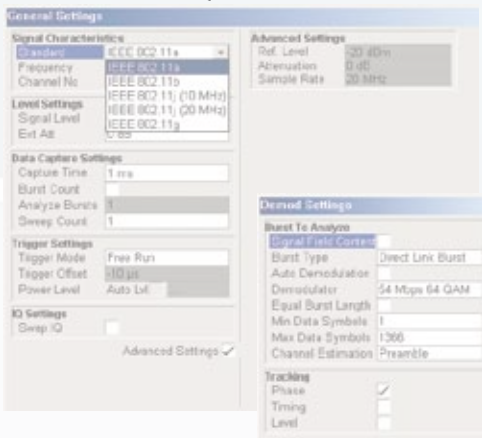 General Settings
Signal Characteristics
Standard IEEE 802.11a
Frequency IEEE 802.11a
Channel No IEEE 802.11b
IEEE 802.11j (10 MHz)
IEEE 802.11j (20 MHz)
IEEE 802.11g
Level Settings
Signal Level
Ext Att 0 dB
Data Capture Settings
Capture Time 1 ms
Burst Count
Analyze Bursts 1
Sweep Count 1
Trigger Settings
Trigger Mode Free Run
Trigger Offset -10 µs
Power Level Auto Lvl
IQ Settings
Swap IQ
Advanced Settings
Advanced Settings
Ref. Level -20 dBm
Attenuation 0 dB
Sample Rate 20 MHz
Demod Settings
Burst To Analyze
Signal Field Content
Burst Type Direct Link Burst
Auto Demodulation
Demodulator 54 Mbps 64 QAM
Equal Burst Length
Min Data Symbols 1
Max Data Symbols 1366
Channel Estimation Preamble
Tracking
Phase
Timing
Level